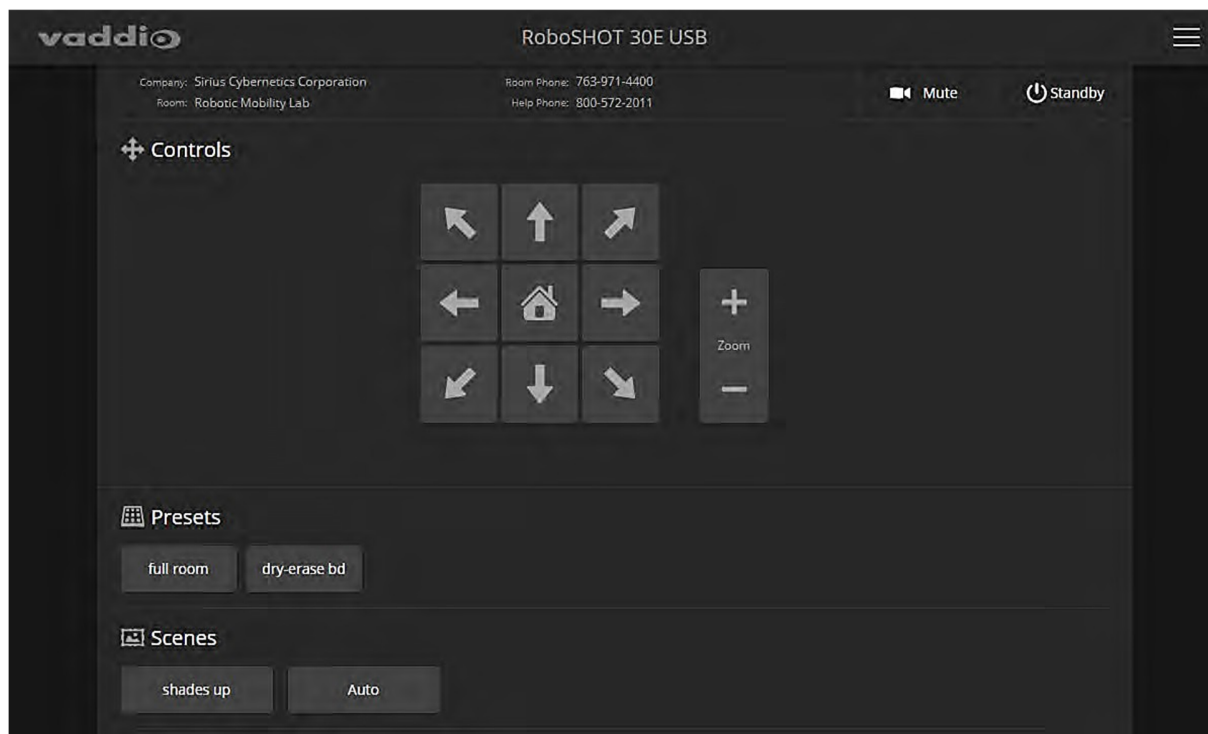 vaddio
RoboSHOT 30E USB
Company: Sirius Cybernetics Corporation
Room Phone: 763-971-4400
Room: Robotic Mobility Lab
Help Phone: 800-572-2011
Mute
Standby
Controls
+
Zoom
−
Presets
full room
dry-erase bd
Scenes
shades up
Auto